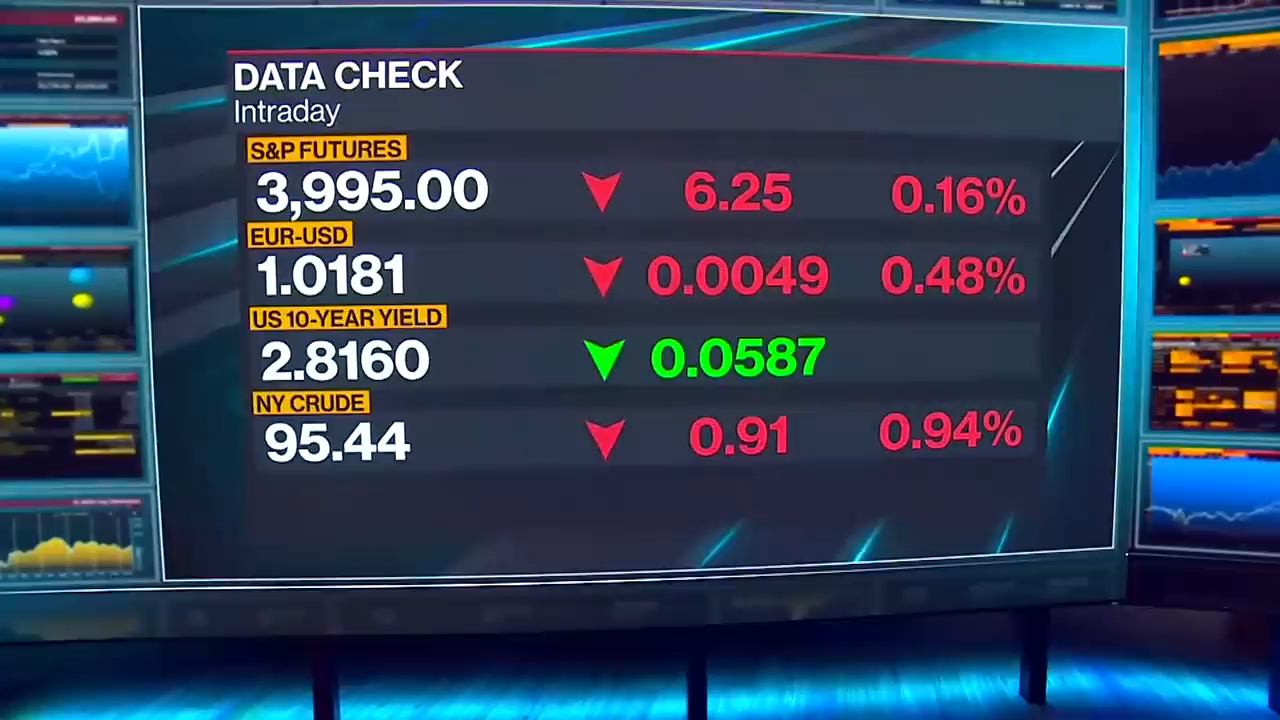 DATA CHECK
Intraday
S&P FUTURES
3,995.00 6.25 0.16%
EUR-USD
1.0181 0.0049 0.48%
US 10-YEAR YIELD
2.8160 0.0587
NY CRUDE
95.44 0.91 0.94%